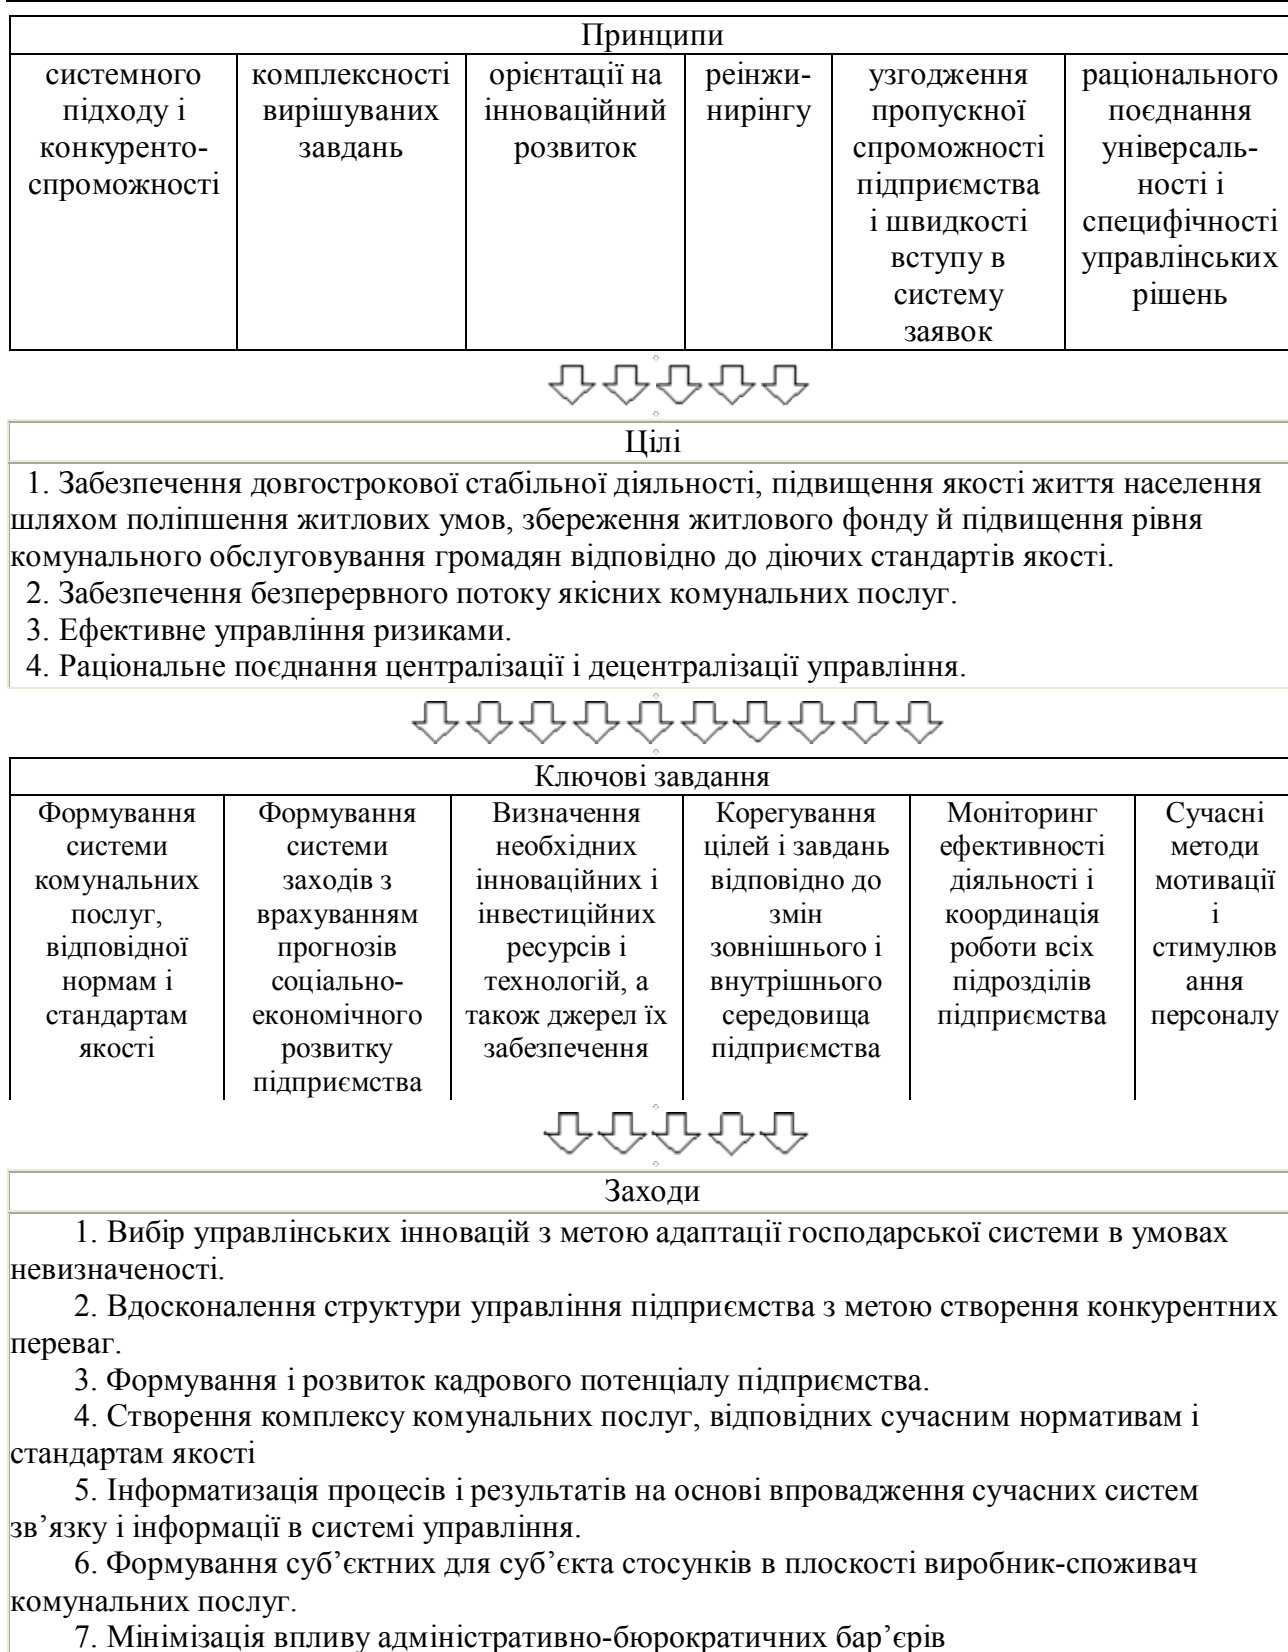 Принципи
системного
підходу і
конкуренто-
спроможності
комплексності
вирішуваних
завдань
орієнтації на
інноваційний
розвиток
реінжи-
нирінгу
узгодження
пропускної
спроможності
підприємства
і швидкості
вступу в
систему
заявок
раціонального
поєднання
універсаль-
ності і
специфічності
управлінських
рішень
Цілі
1. Забезпечення довгострокової стабільної діяльності, підвищення якості життя населення
шляхом поліпшення житлових умов, збереження житлового фонду й підвищення рівня
комунального обслуговування громадян відповідно до діючих стандартів якості.
2. Забезпечення безперервного потоку якісних комунальних послуг.
3. Ефективне управління ризиками.
4. Раціональне поєднання централізації і децентралізації управління.
Ключові завдання
Формування
системи
комунальних
послуг,
відповідної
нормам і
стандартам
якості
Формування
системи
заходів з
врахуванням
прогнозів
соціально-
економічного
розвитку
підприємства
Визначення
необхідних
інноваційних і
інвестиційних
ресурсів і
технологій, а
також джерел їх
забезпечення
Корегування
цілей і завдань
відповідно до
змін
зовнішнього і
внутрішнього
середовища
підприємства
Моніторинг
ефективності
діяльності і
координація
роботи всіх
підрозділів
підприємства
Сучасні
методи
мотивації
і
стимулюв
ання
персоналу
Заходи
1. Вибір управлінських інновацій з метою адаптації господарської системи в умовах
невизначеності.
2. Вдосконалення структури управління підприємства з метою створення конкурентних
переваг.
3. Формування і розвиток кадрового потенціалу підприємства.
4. Створення комплексу комунальних послуг, відповідних сучасним нормативам і
стандартам якості
5. Інформатизація процесів і результатів на основі впровадження сучасних систем
зв’язку і інформації в системі управління.
6. Формування суб’єктних для суб’єкта стосунків в плоскості виробник-споживач
комунальних послуг.
7. Мінімізація впливу адміністративно-бюрократичних бар’єрів